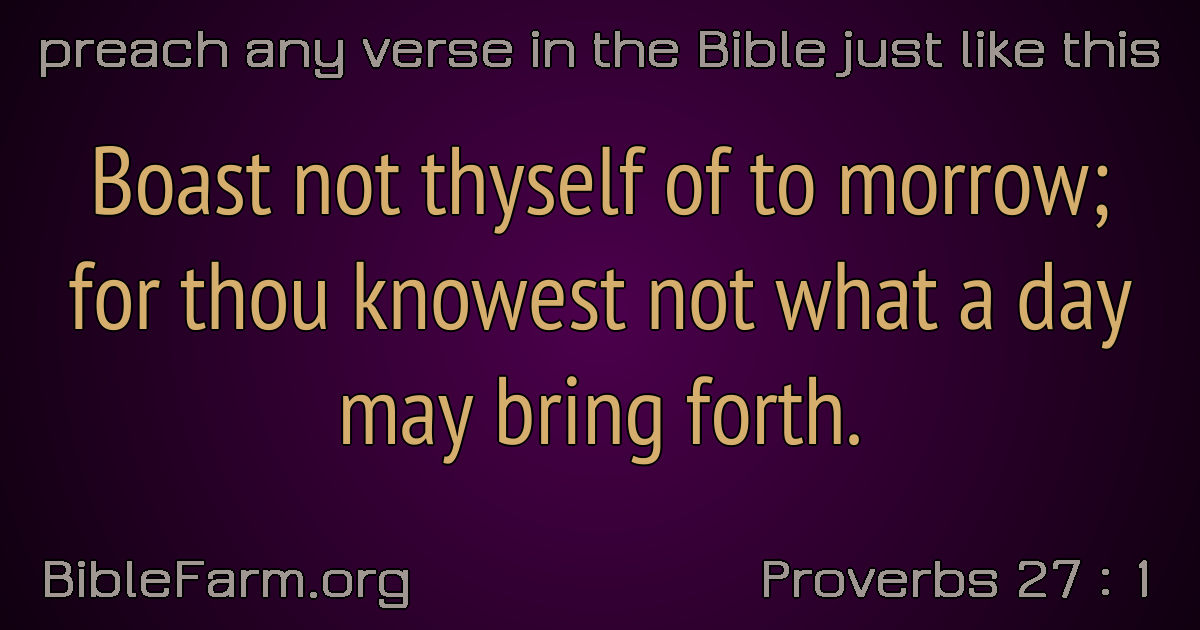 preach any verse in the Bible just like this
Boast not thyself of to morrow;
for thou knowest not what a day
may bring forth.
BibleFarm.org
Proverbs 27 : 1